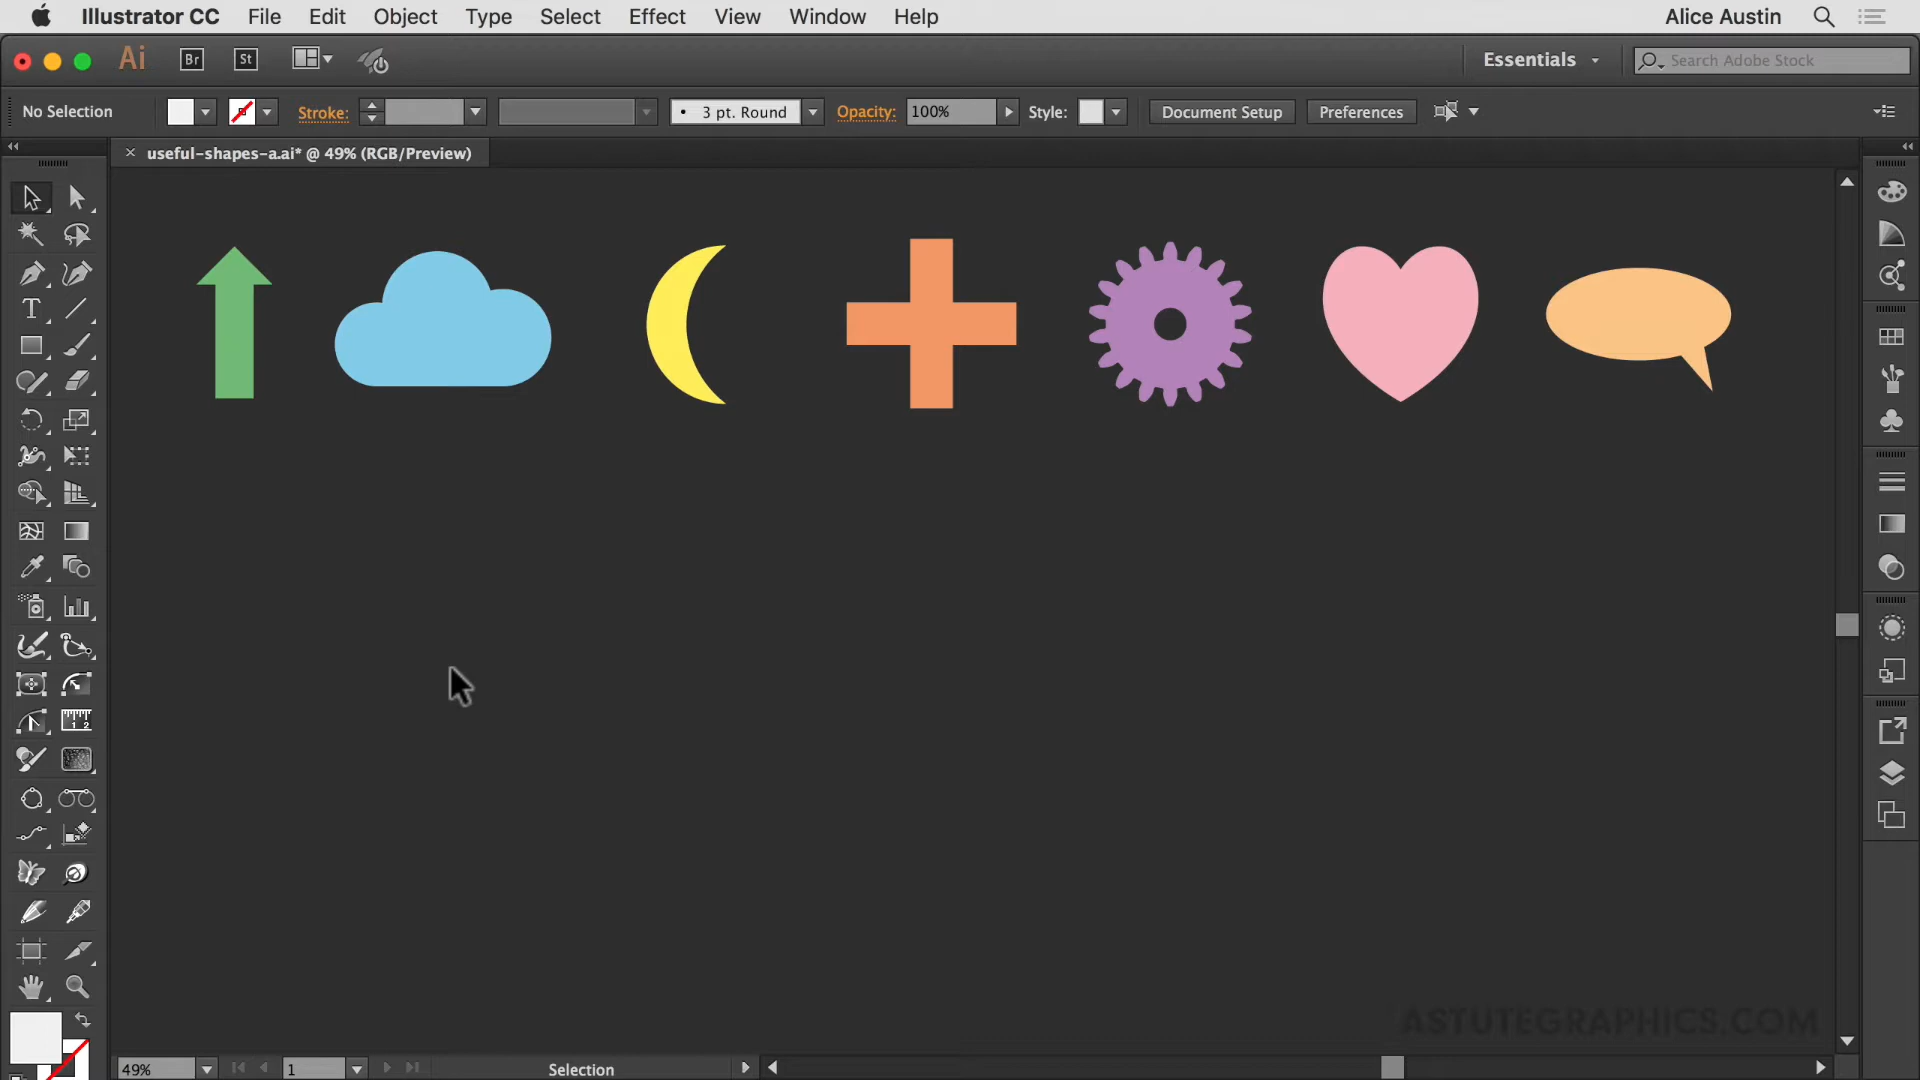 Illustrator CC File Edit Object Type Select Effect View Window Help Alice Austin
Ai Br St Essentials Search Adobe Stock
No Selection Stroke: 3 pt. Round Opacity: 100% Style: Document Setup Preferences
useful-shapes-a.ai* @ 49% (RGB/Preview)
T
1 2
ASTUTEGRAPHICS.COM
49% 1 Selection